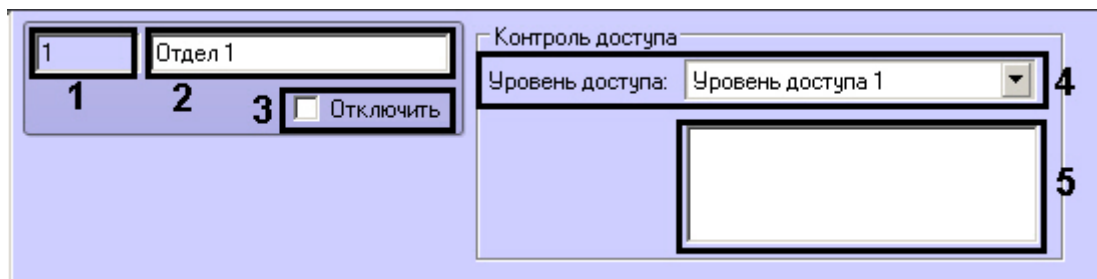 1
Отдел 1
1
2
3
Отключить
Контроль доступа
Уровень доступа:
Уровень доступа 1
4
5